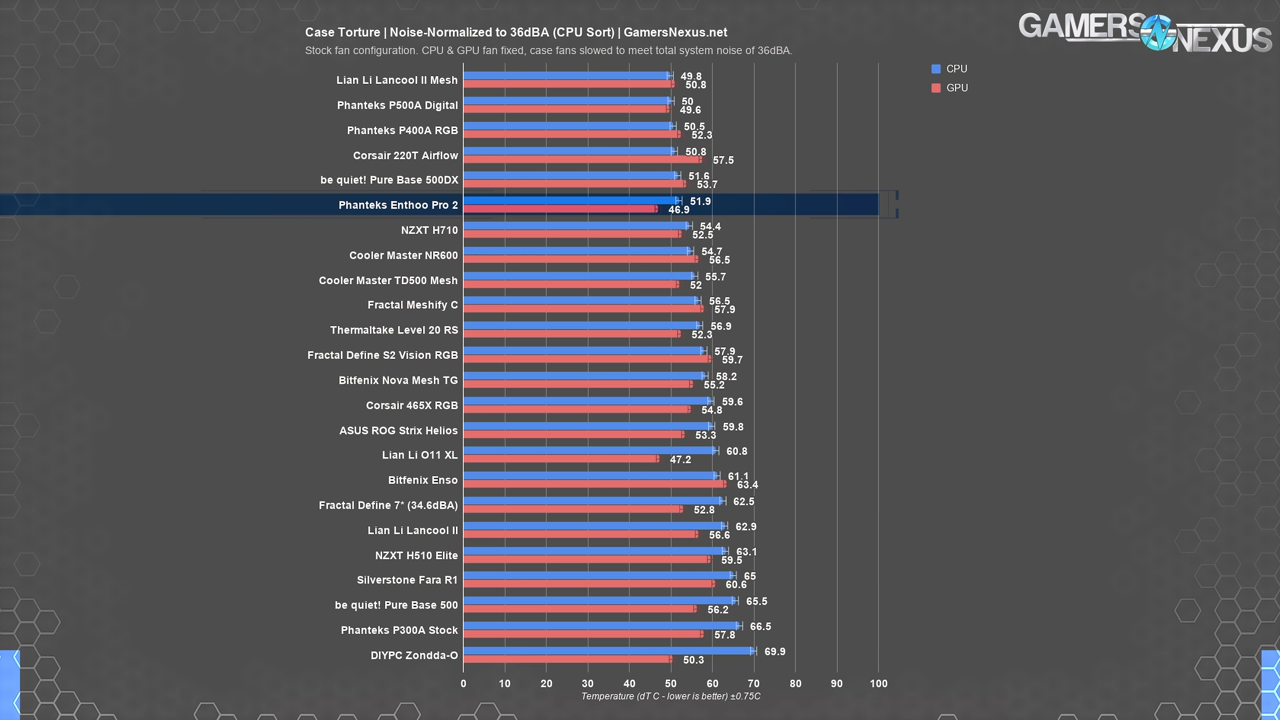 GAMERS NEXUS
Case Torture | Noise-Normalized to 36dBA (CPU Sort) | GamersNexus.net
Stock fan configuration. CPU & GPU fan fixed, case fans slowed to meet total system noise of 36dBA.
CPU
GPU
Lian Li Lancool II Mesh 49.8 50.8
Phanteks P500A Digital 50 49.6
Phanteks P400A RGB 50.5 52.3
Corsair 220T Airflow 50.8 57.5
be quiet! Pure Base 500DX 51.6 53.7
Phanteks Enthoo Pro 2 51.9 46.9
NZXT H710 54.4 52.5
Cooler Master NR600 54.7 56.5
Cooler Master TD500 Mesh 55.7 52
Fractal Meshify C 56.5 57.9
Thermaltake Level 20 RS 56.9 52.3
Fractal Define S2 Vision RGB 57.9 59.7
Bitfenix Nova Mesh TG 58.2 55.2
Corsair 465X RGB 59.6 54.8
ASUS ROG Strix Helios 59.8 53.3
Lian Li O11 XL 60.8 47.2
Bitfenix Enso 61.1 63.4
Fractal Define 7* (34.6dBA) 62.5 52.8
Lian Li Lancool II 62.9 56.6
NZXT H510 Elite 63.1 59.5
Silverstone Fara R1 65 60.6
be quiet! Pure Base 500 65.5 56.2
Phanteks P300A Stock 66.5 57.8
DIYPC Zondda-O 69.9 50.3
0 10 20 30 40 50 60 70 80 90 100
Temperature (dT C - lower is better) ±0.75C